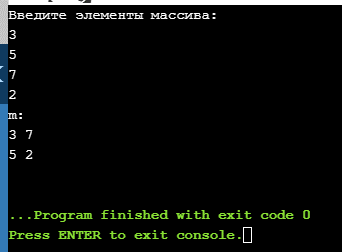 Введите элементы массива:
3
5
7
2
m:
3 7
5 2
...Program finished with exit code 0
Press ENTER to exit console.